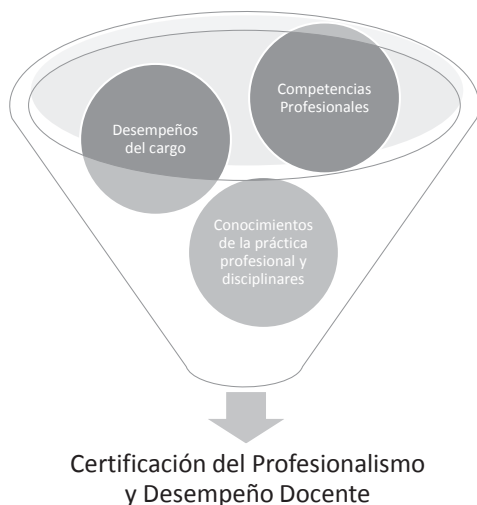 Competencias
Profesionales
Desempeños
del cargo
Conocimientos
de la práctica
profesional y
disciplinares
Certificación del Profesionalismo
y Desempeño Docente